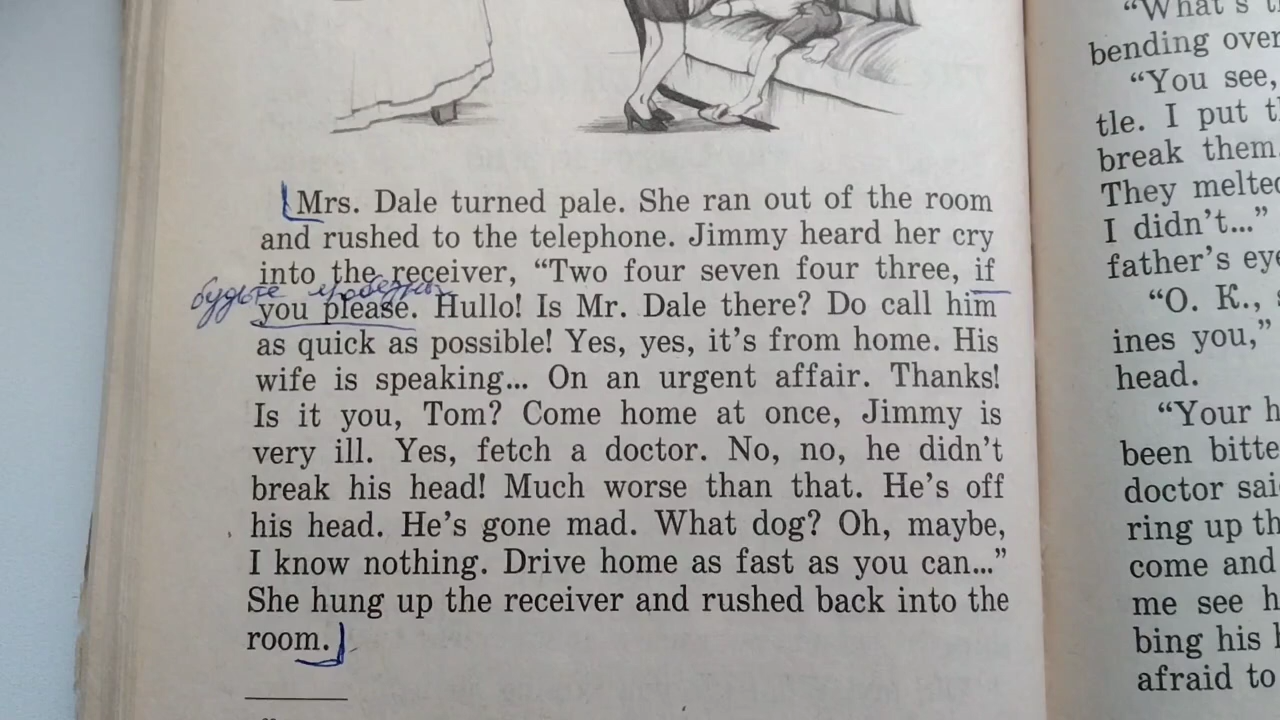 Mrs. Dale turned pale. She ran out of the room
and rushed to the telephone. Jimmy heard her cry
into the receiver, “Two four seven four three, if
будьте
you please. Hullo! Is Mr. Dale there? Do call him
as quick as possible! Yes, yes, it’s from home. His
wife is speaking... On an urgent affair. Thanks!
Is it you, Tom? Come home at once, Jimmy is
very ill. Yes, fetch a doctor. No, no, he didn’t
break his head! Much worse than that. He’s off
his head. He’s gone mad. What dog? Oh, maybe,
I know nothing. Drive home as fast as you can...”
She hung up the receiver and rushed back into the
room.
“What’s
bending over
“You see,
tle. I put
break them.
They melted
I didn’t...”
father’s
“O. K.,
ines you,”
head.
“Your
been
doctor
ring up
come and
me see
bing his
afraid to